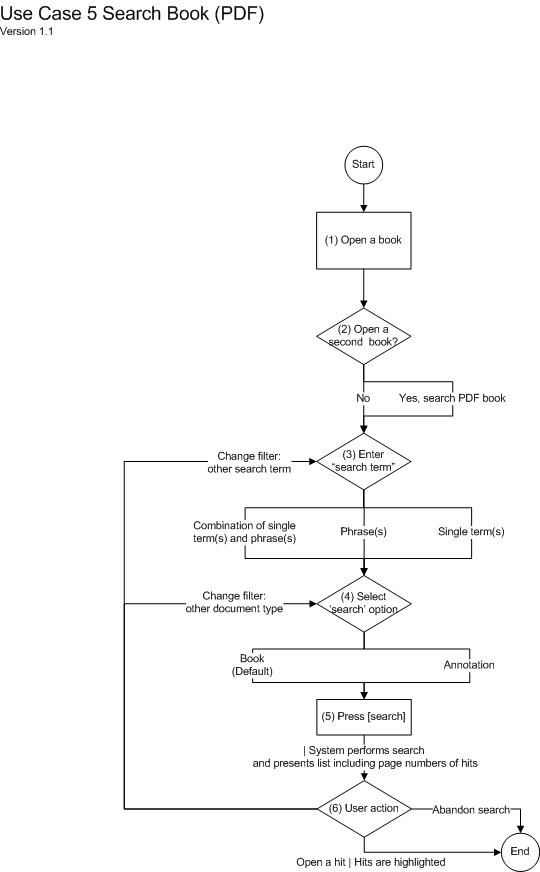 Use Case 5 Search Book (PDF)
Version 1.1
Start
(1) Open a book
(2) Open a
second book?
No
Yes, search PDF book
Change filter:
other search term
(3) Enter
“search term”
Combination of single
term(s) and phrase(s)
Phrase(s)
Single term(s)
Change filter:
other document type
(4) Select
‘search’ option
Book
(Default)
Annotation
(5) Press [search]
| System performs search
and presents list including page numbers of hits
(6) User action
Abandon search
End
Open a hit | Hits are highlighted